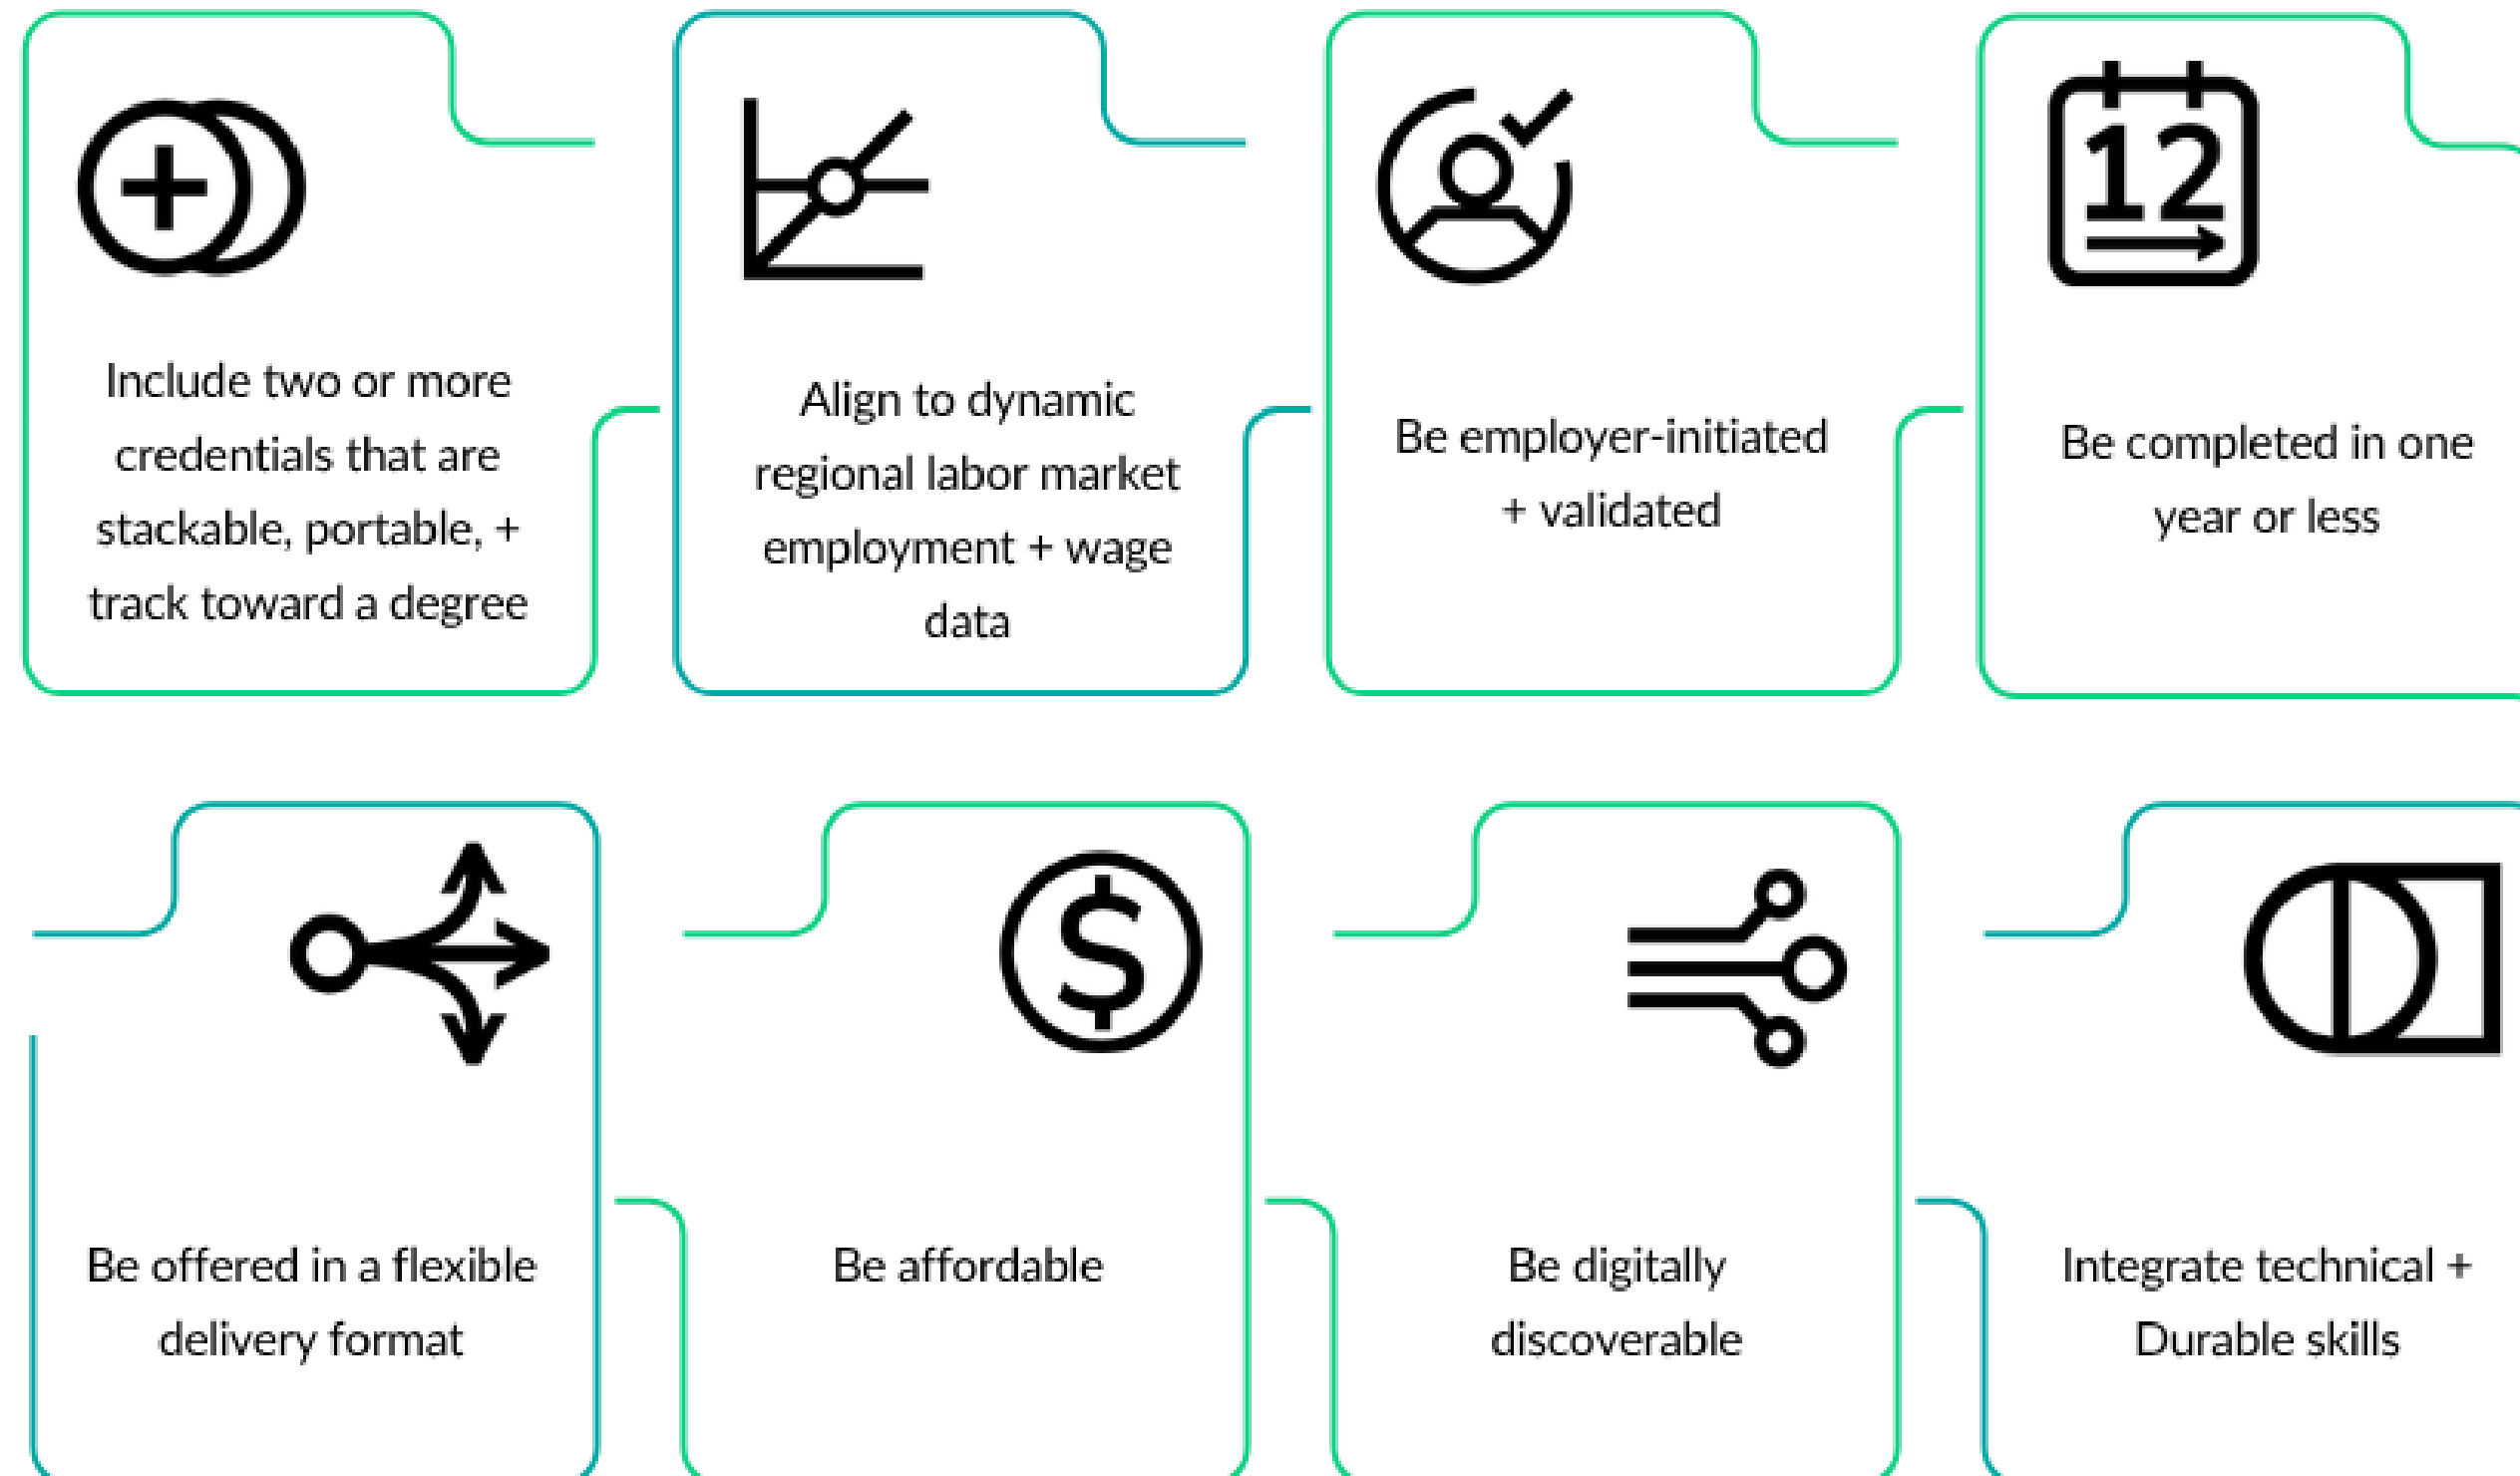 Include two or more
credentials that are
stackable, portable, +
track toward a degree
Align to dynamic
regional labor market
employment + wage
data
Be employer-initiated
+ validated
12
Be completed in one
year or less
Be offered in a flexible
delivery format
$
Be affordable
Be digitally
discoverable
Integrate technical +
Durable skills